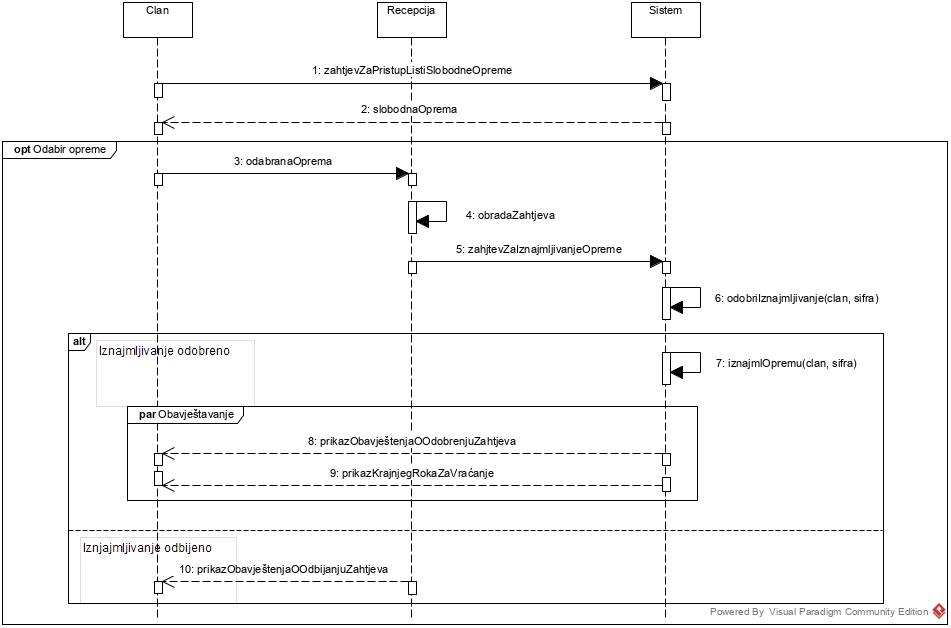 Clan
Recepcija
Sistem
1: zahtjevZaPristupListiSlobodneOpreme
2: slobodnaOprema
opt Odabir opreme
3: odabranaOprema
4: obradaZahtjeva
5: zahjtevZaIznajmljivanjeOpreme
6: odobriIznajmljivanje(clan, sifra)
alt
Iznajmljivanje odobreno
7: iznajmlOpremu(clan, sifra)
par Obavještavanje
8: prikazObavještenjaOOdobrenjuZahtjeva
9: prikazKrajnjegRokaZaVraćanje
Iznjajmljivanje odbijeno
10: prikazObavještenjaOOdbijanjuZahtjeva
Powered By Visual Paradigm Community Edition